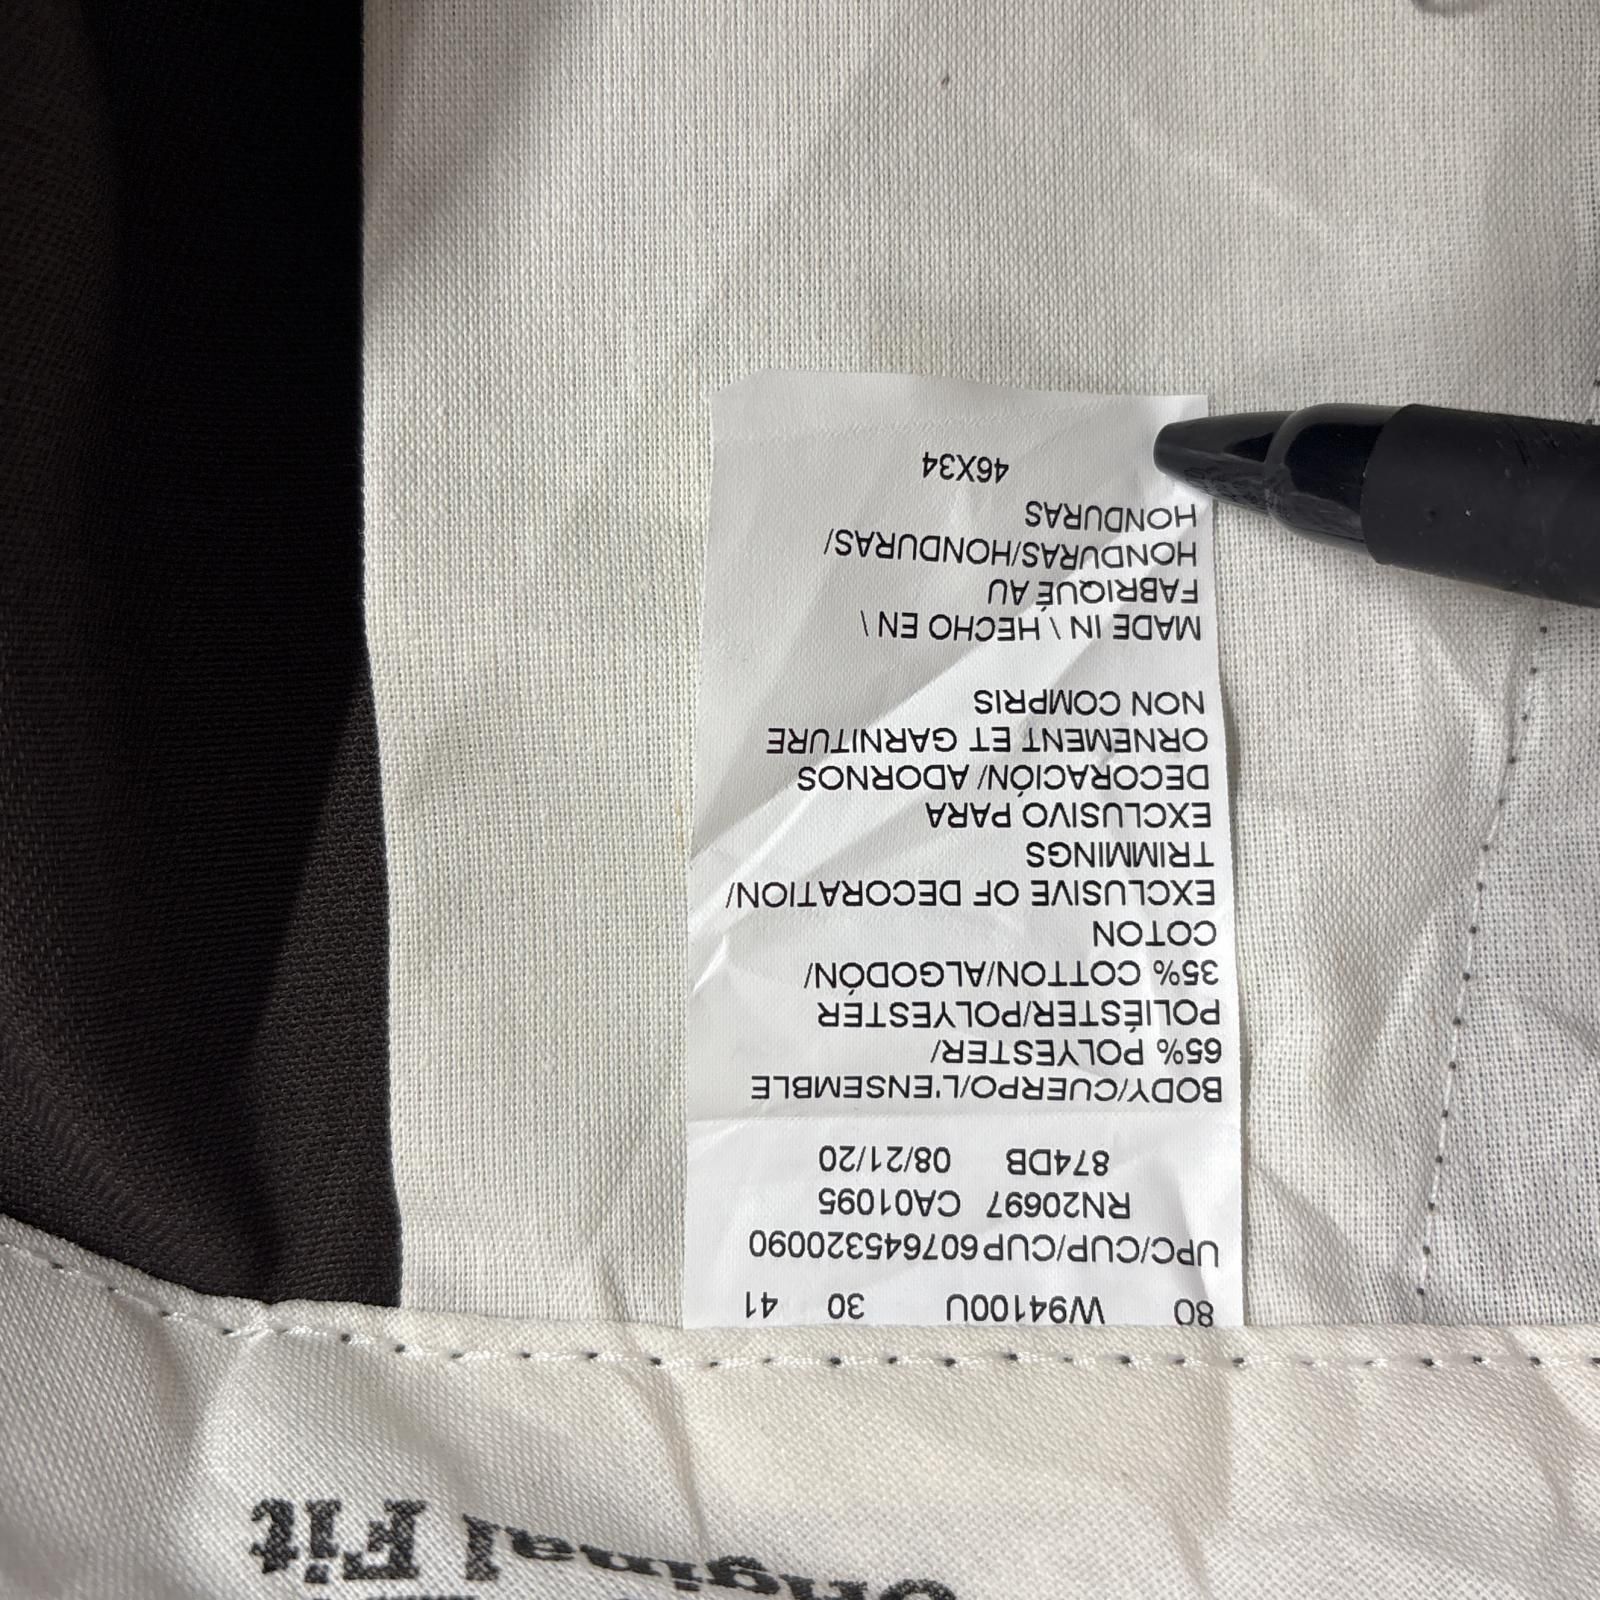 Original Fit
80 W94100U 30 41
UPC/CUP/CUP607645320090
RN20697 CA01095
874DB 08/21/20
BODY/CUERPO/L'ENSEMBLE
65% POLYESTER/
POLIÉSTER/POLYESTER
35% COTTON/ALGODÓN/
COTON
EXCLUSIVE OF DECORATION/
TRIMMINGS
EXCLUSIVO PARA
DECORACIÓN/ ADORNOS
ORNEMENT ET GARNITURE
NON COMPRIS
MADE IN / HECHO EN /
FABRIQUÉ AU
HONDURAS/HONDURAS/
HONDURAS
46X34